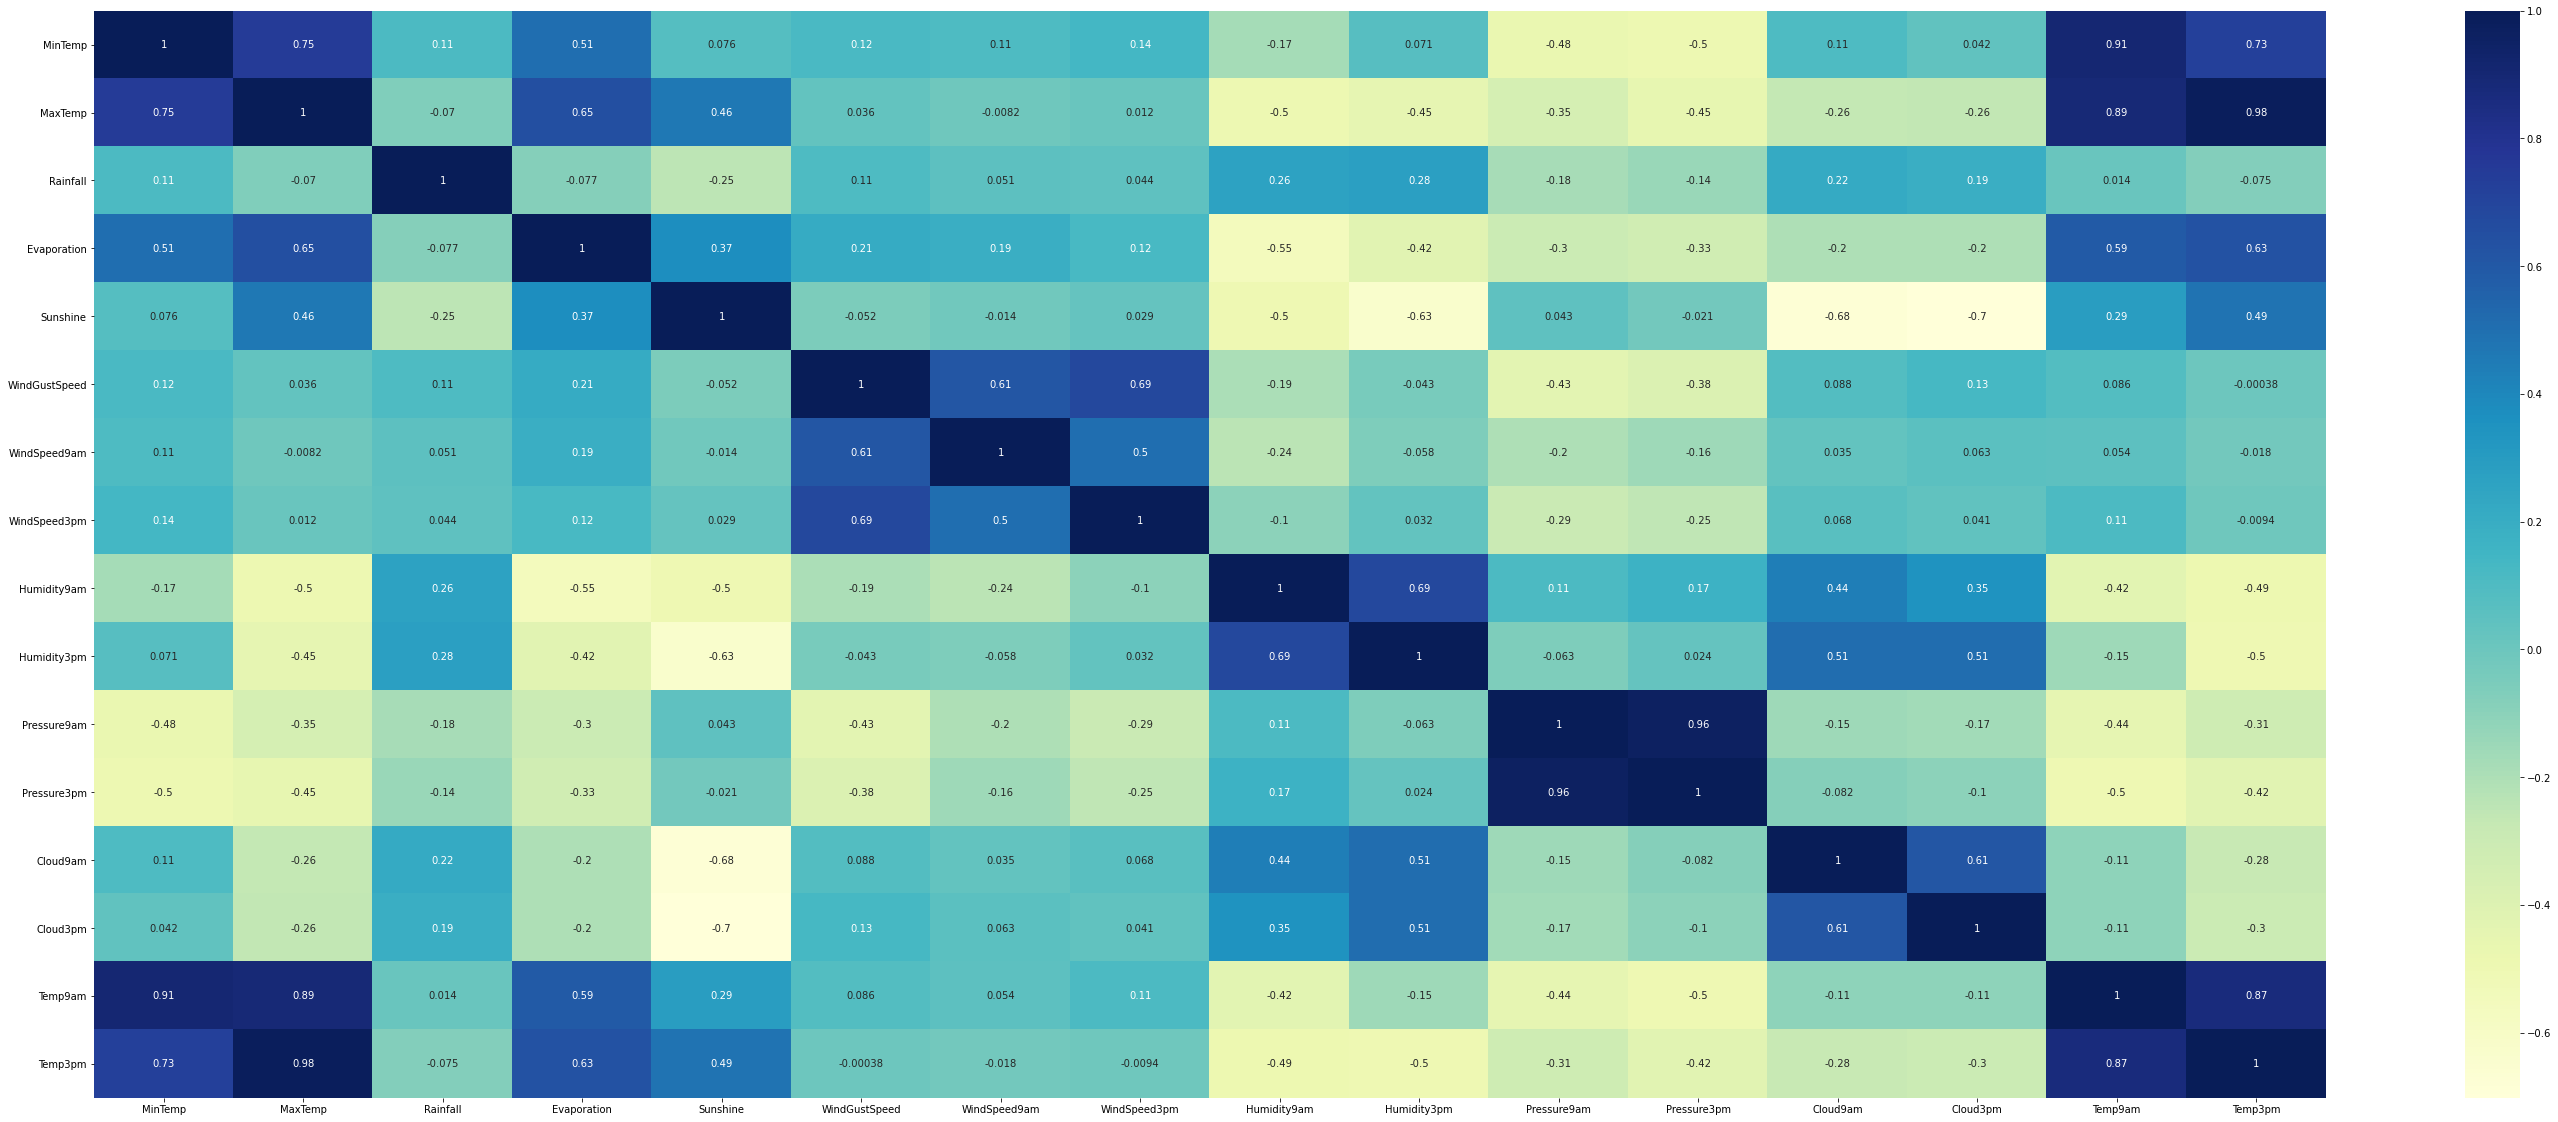 MinTemp 1 0.75 0.11 0.51 0.076 0.12 0.11 0.14 -0.17 0.071 -0.48 -0.5 0.11 0.042 0.91 0.73
MaxTemp 0.75 1 -0.07 0.65 0.46 0.036 -0.0082 0.012 -0.5 -0.45 -0.35 -0.45 -0.26 -0.26 0.89 0.98
Rainfall 0.11 -0.07 1 -0.077 -0.25 0.11 0.051 0.044 0.26 0.28 -0.18 -0.14 0.22 0.19 0.014 -0.075
Evaporation 0.51 0.65 -0.077 1 0.37 0.21 0.19 0.12 -0.55 -0.42 -0.3 -0.33 -0.2 -0.2 0.59 0.63
Sunshine 0.076 0.46 -0.25 0.37 1 -0.052 -0.014 0.029 -0.5 -0.63 0.043 -0.021 -0.68 -0.7 0.29 0.49
WindGustSpeed 0.12 0.036 0.11 0.21 -0.052 1 0.61 0.69 -0.19 -0.043 -0.43 -0.38 0.088 0.13 0.086 -0.00038
WindSpeed9am 0.11 -0.0082 0.051 0.19 -0.014 0.61 1 0.5 -0.24 -0.058 -0.2 -0.16 0.035 0.063 0.054 -0.018
WindSpeed3pm 0.14 0.012 0.044 0.12 0.029 0.69 0.5 1 -0.1 0.032 -0.29 -0.25 0.068 0.041 0.11 -0.0094
Humidity9am -0.17 -0.5 0.26 -0.55 -0.5 -0.19 -0.24 -0.1 1 0.69 0.11 0.17 0.44 0.35 -0.42 -0.49
Humidity3pm 0.071 -0.45 0.28 -0.42 -0.63 -0.043 -0.058 0.032 0.69 1 -0.063 0.024 0.51 0.51 -0.15 -0.5
Pressure9am -0.48 -0.35 -0.18 -0.3 0.043 -0.43 -0.2 -0.29 0.11 -0.063 1 0.96 -0.15 -0.17 -0.44 -0.31
Pressure3pm -0.5 -0.45 -0.14 -0.33 -0.021 -0.38 -0.16 -0.25 0.17 0.024 0.96 1 -0.082 -0.1 -0.5 -0.42
Cloud9am 0.11 -0.26 0.22 -0.2 -0.68 0.088 0.035 0.068 0.44 0.51 -0.15 -0.082 1 0.61 -0.11 -0.28
Cloud3pm 0.042 -0.26 0.19 -0.2 -0.7 0.13 0.063 0.041 0.35 0.51 -0.17 -0.1 0.61 1 -0.11 -0.3
Temp9am 0.91 0.89 0.014 0.59 0.29 0.086 0.054 0.11 -0.42 -0.15 -0.44 -0.5 -0.11 -0.11 1 0.87
Temp3pm 0.73 0.98 -0.075 0.63 0.49 -0.00038 -0.018 -0.0094 -0.49 -0.5 -0.31 -0.42 -0.28 -0.3 0.87 1
MinTemp MaxTemp Rainfall Evaporation Sunshine WindGustSpeed WindSpeed9am WindSpeed3pm Humidity9am Humidity3pm Pressure9am Pressure3pm Cloud9am Cloud3pm Temp9am Temp3pm
1.0
0.8
0.6
0.4
0.2
0.0
−0.2
−0.4
−0.6